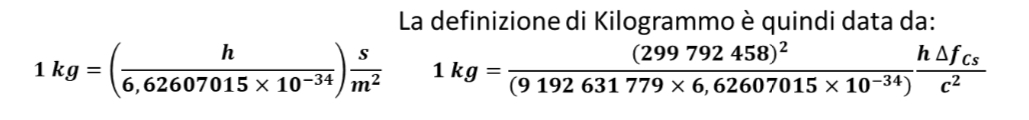 La definizione di Kilogrammo è quindi data da:
1 kg = (h / 6,62607015 × 10⁻³⁴) s/m² 1 kg = (299 792 458)² / (9 192 631 779 × 6,62607015 × 10⁻³⁴) h Δf_Cs / c²